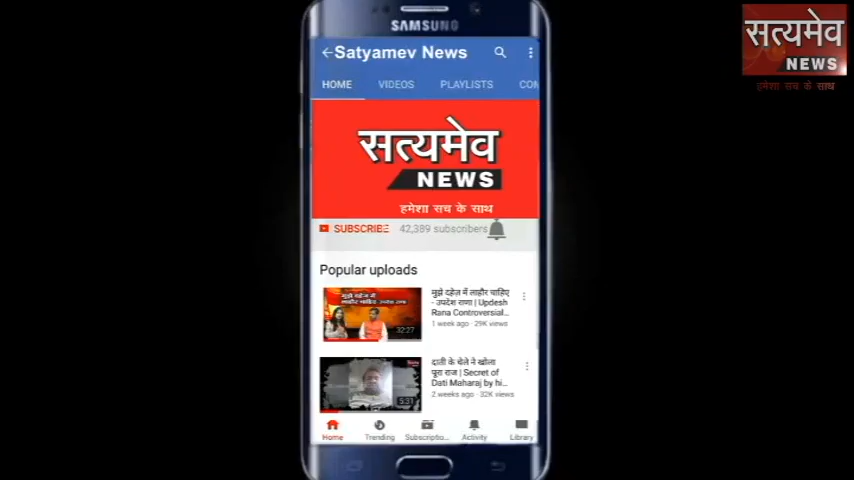 SAMSUNG
Satyamev News
HOME VIDEOS PLAYLISTS CON
सत्यमेव
NEWS
हमेशा सच के साथ
SUBSCRIBE 42,389 subscribers
Popular uploads
मुझे दहेज़ में लाहौर चाहिए
- उपदेश राणा | Updesh
Rana Controversial...
1 week ago · 29K views
मुझे दहेज़ में
लाहौर चाहिए
32:27
दाती के चेले ने खोला
पूरा राज | Secret of
Dati Maharaj by hi...
2 weeks ago · 32K views
5:31
Home Trending Subscriptio... Activity Library
सत्यमेव
NEWS
हमेशा सच के साथ